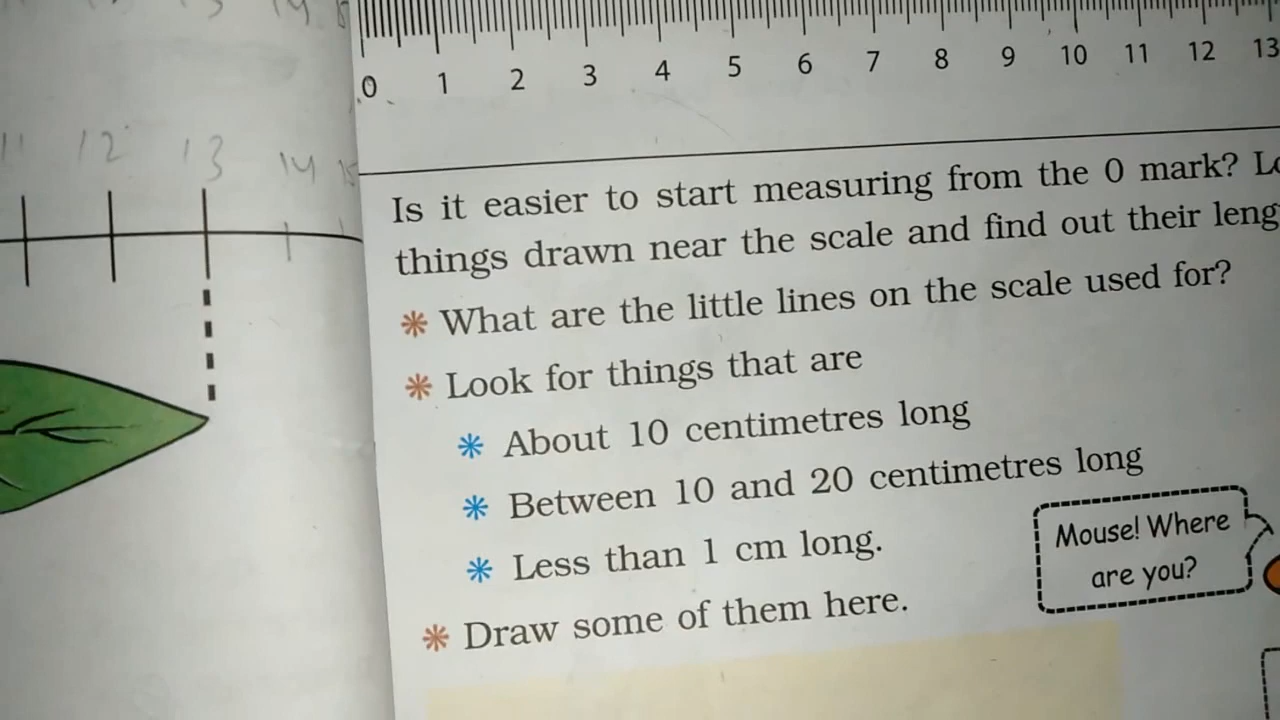 11 12 13 14 15
0 1 2 3 4 5 6 7 8 9 10 11 12 13
Is it easier to start measuring from the 0 mark?
things drawn near the scale and find out their
What are the little lines on the scale used for?
Look for things that are
About 10 centimetres long
Between 10 and 20 centimetres long
Less than 1 cm long.
Mouse! Where
are you?
Draw some of them here.